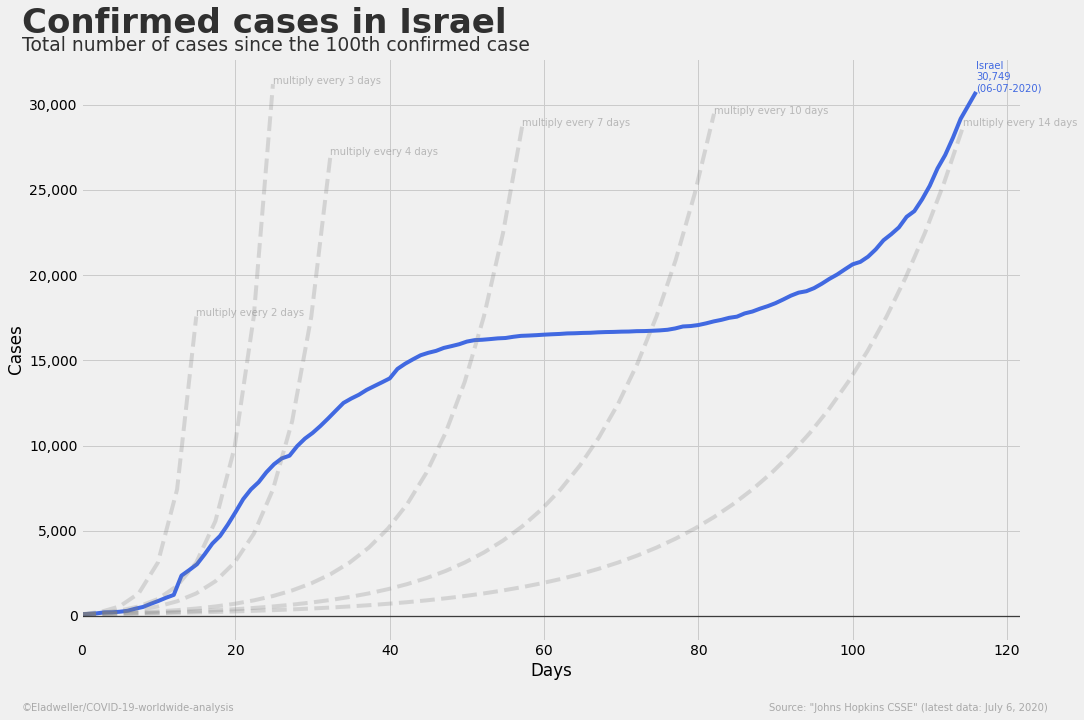 Confirmed cases in Israel
Total number of cases since the 100th confirmed case
Israel
30,749
(06-07-2020)
multiply every 3 days
multiply every 10 days
multiply every 7 days
multiply every 14 days
multiply every 4 days
multiply every 2 days
30,000
25,000
20,000
15,000
10,000
5,000
0
Cases
0
20
40
60
80
100
120
Days
©Eladweller/COVID-19-worldwide-analysis
Source: "Johns Hopkins CSSE" (latest data: July 6, 2020)